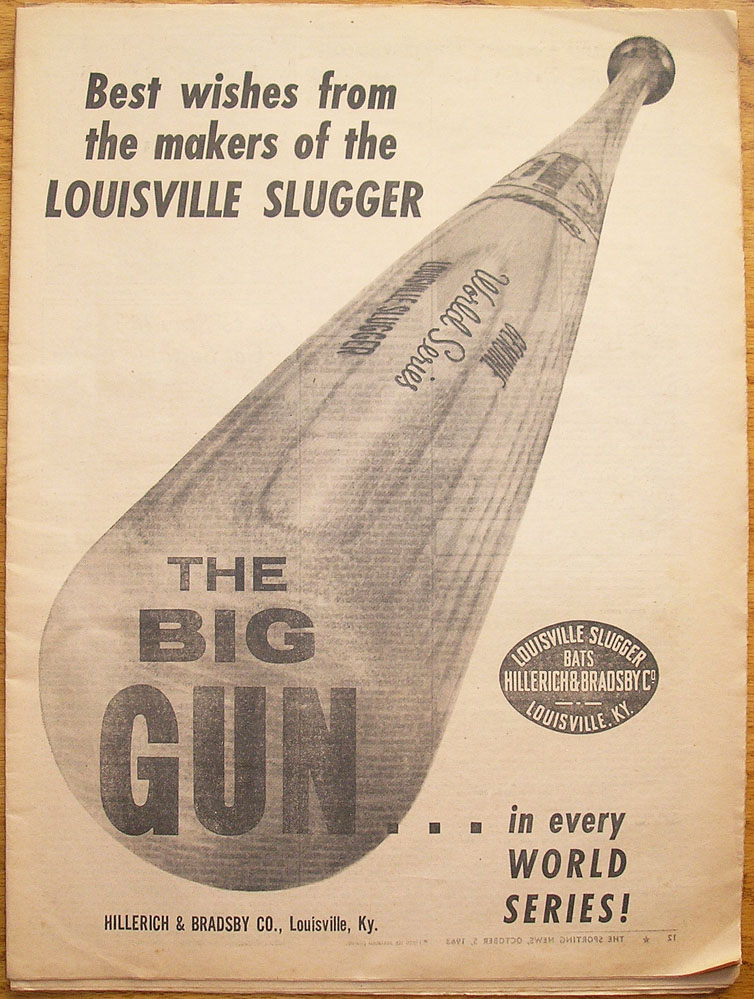 Best wishes from
the makers of the
LOUISVILLE SLUGGER
GENUINE
World Series
LOUISVILLE SLUGGER
THE
BIG
GUN
. . . in every
WORLD
SERIES!
LOUISVILLE SLUGGER
BATS
HILLERICH & BRADSBY Cº
LOUISVILLE. KY.
HILLERICH & BRADSBY CO., Louisville, Ky.
12 ★ THE SPORTING NEWS, OCTOBER 5, 1963